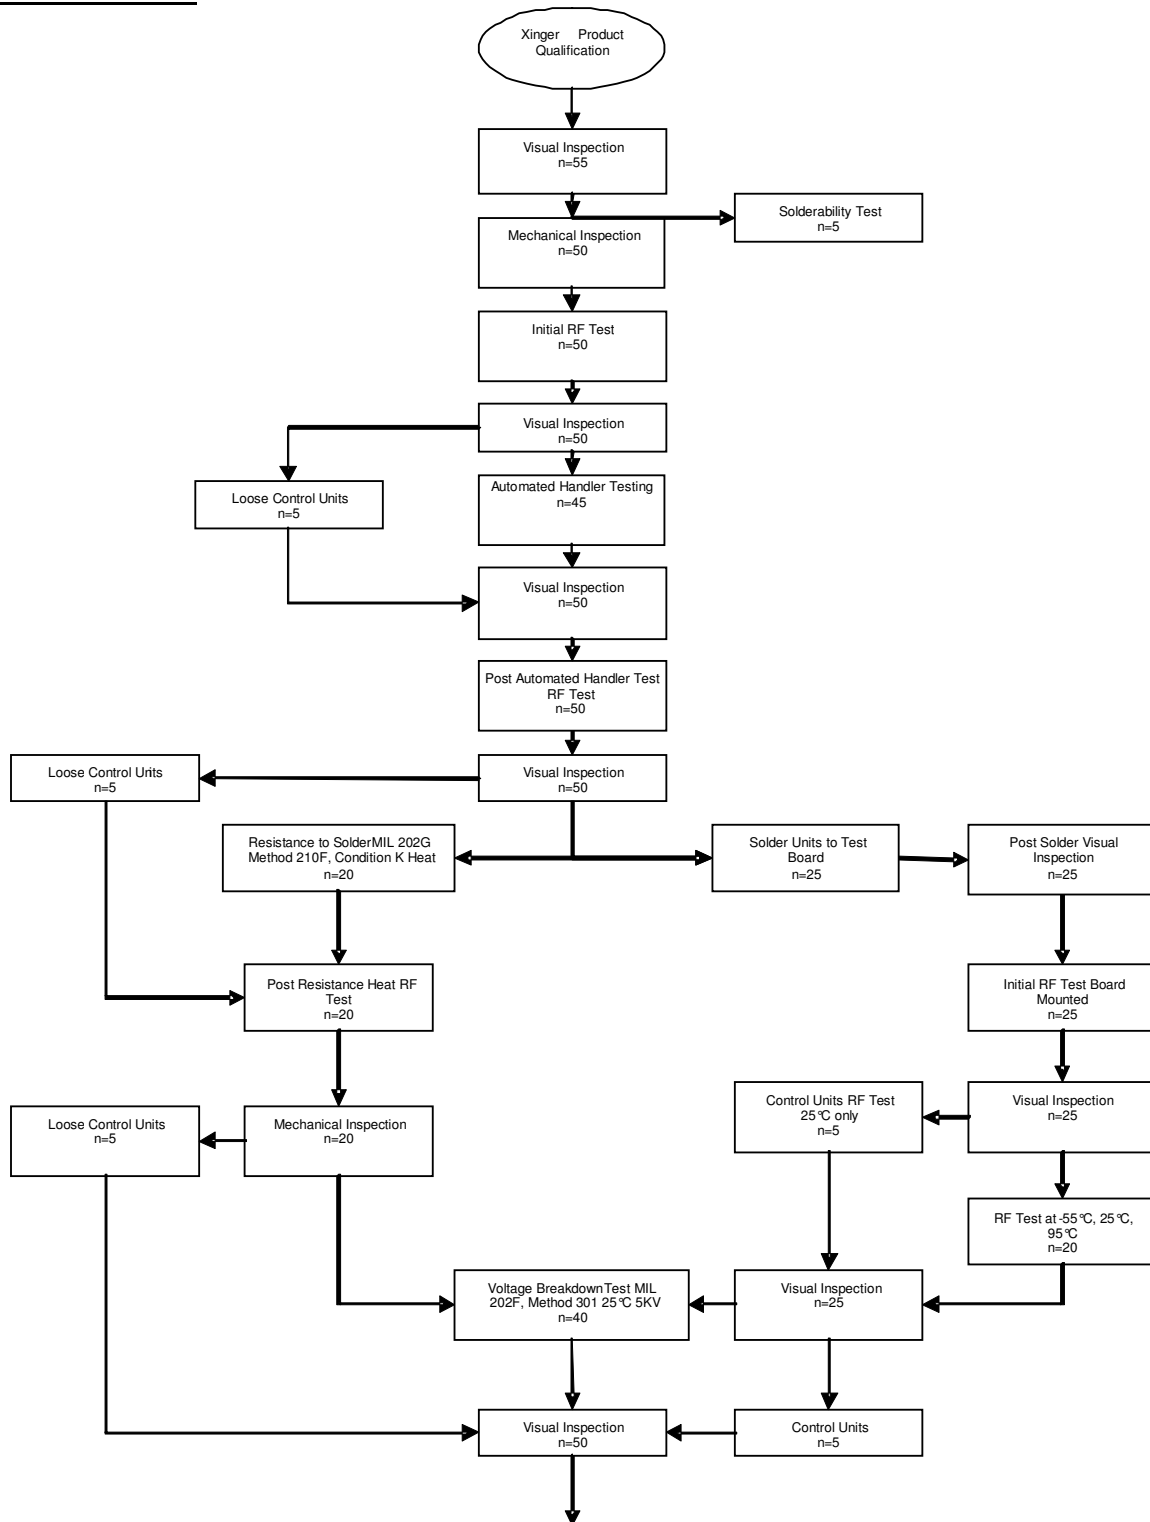 Xinger Product
Qualification
Visual Inspection
n=55
Solderability Test
n=5
Mechanical Inspection
n=50
Initial RF Test
n=50
Visual Inspection
n=50
Loose Control Units
n=5
Automated Handler Testing
n=45
Visual Inspection
n=50
Post Automated Handler Test
RF Test
n=50
Loose Control Units
n=5
Visual Inspection
n=50
Resistance to SolderMIL 202G
Method 210F, Condition K Heat
n=20
Solder Units to Test
Board
n=25
Post Solder Visual
Inspection
n=25
Post Resistance Heat RF
Test
n=20
Initial RF Test Board
Mounted
n=25
Loose Control Units
n=5
Mechanical Inspection
n=20
Control Units RF Test
25°C only
n=5
Visual Inspection
n=25
RF Test at -55°C, 25°C,
95°C
n=20
Voltage BreakdownTest MIL
202F, Method 301 25°C 5KV
n=40
Visual Inspection
n=25
Visual Inspection
n=50
Control Units
n=5